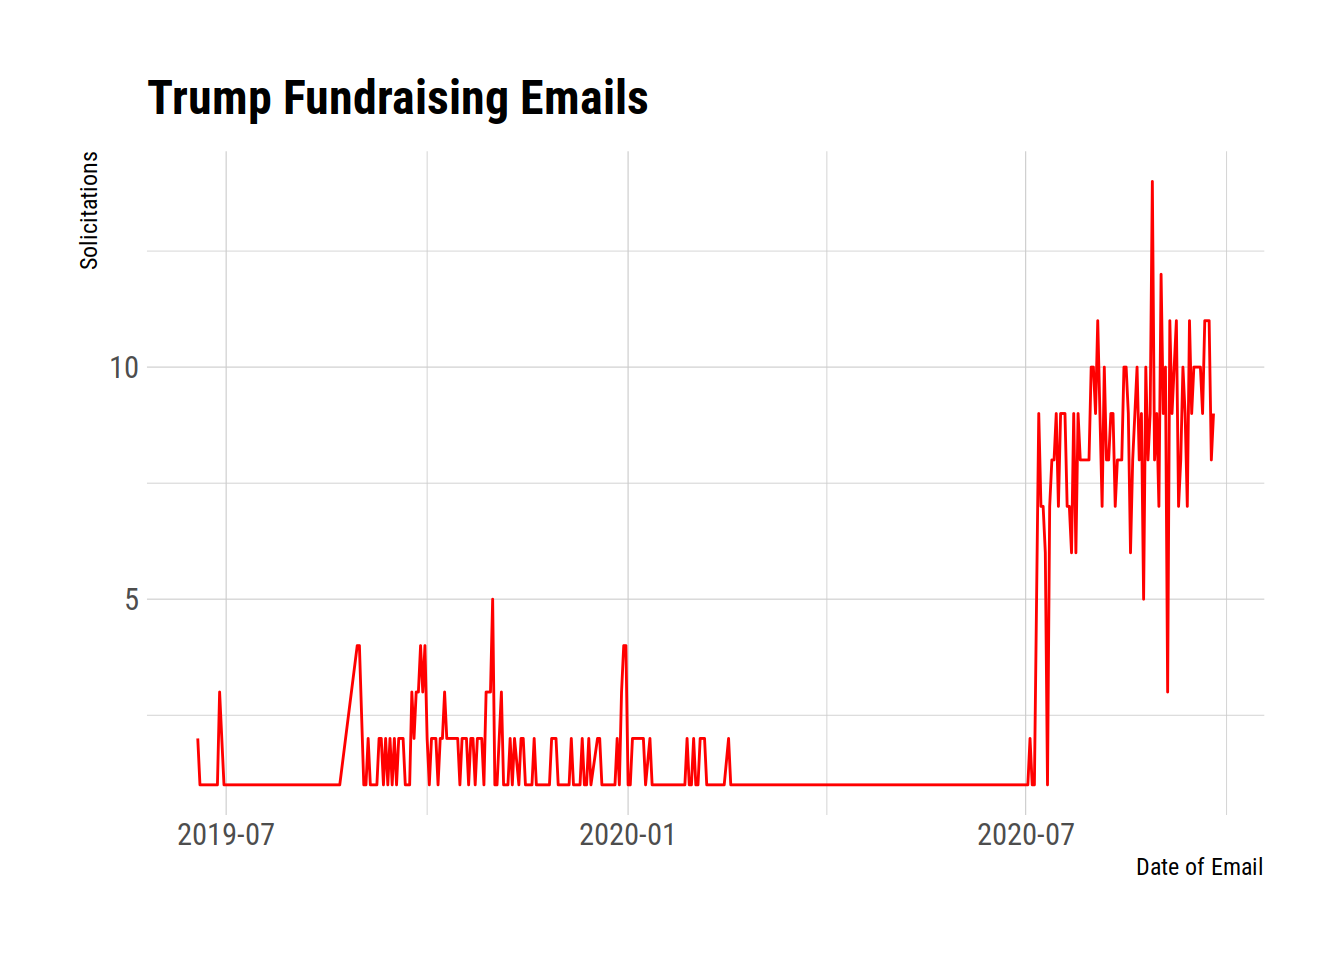 Trump Fundraising Emails
Solicitations
10
5
2019-07
2020-01
2020-07
Date of Email